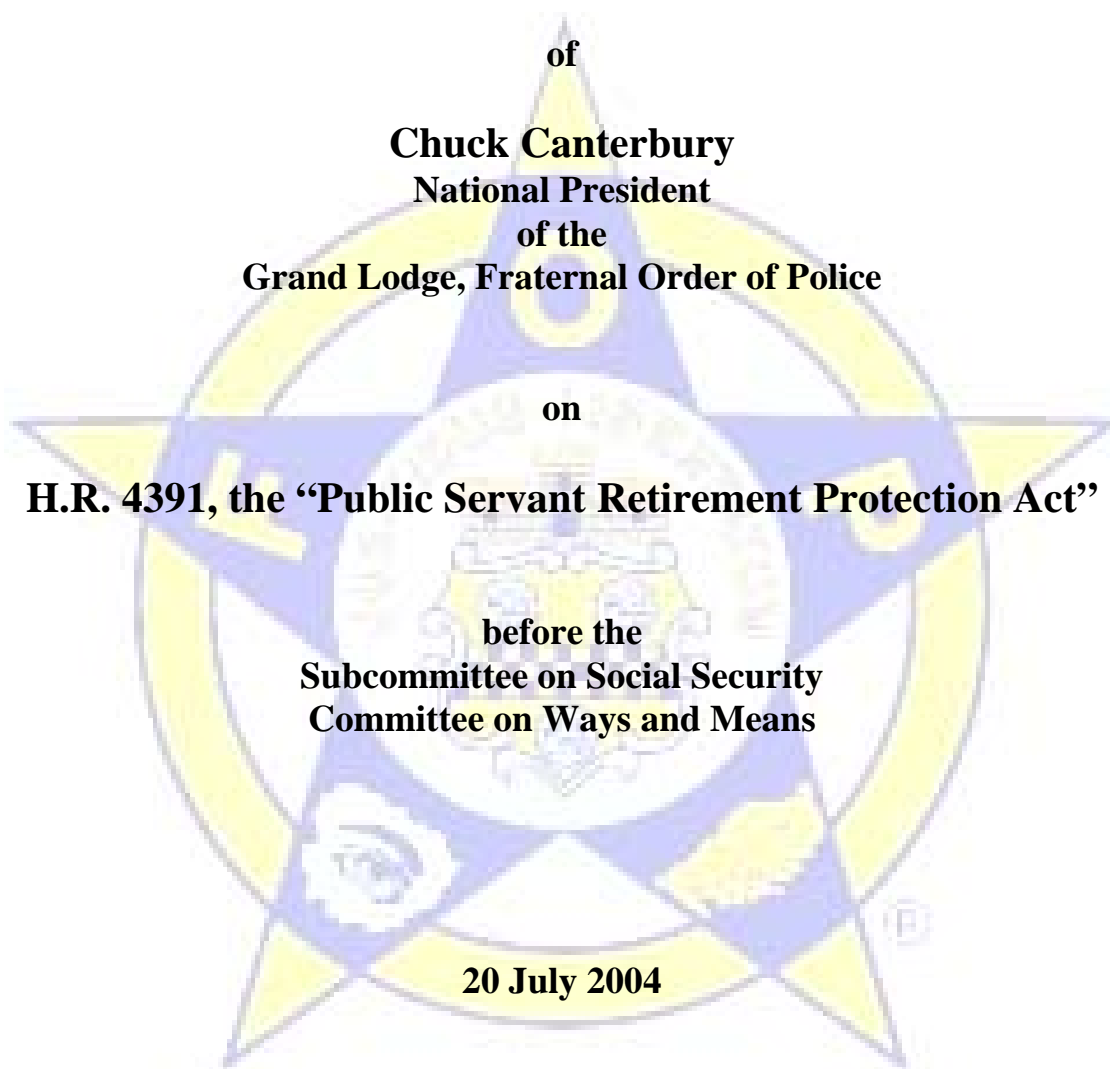 of
Chuck Canterbury
National President
of the
Grand Lodge, Fraternal Order of Police
on
H.R. 4391, the “Public Servant Retirement Protection Act”
before the
Subcommittee on Social Security
Committee on Ways and Means
20 July 2004
F
O
P
®